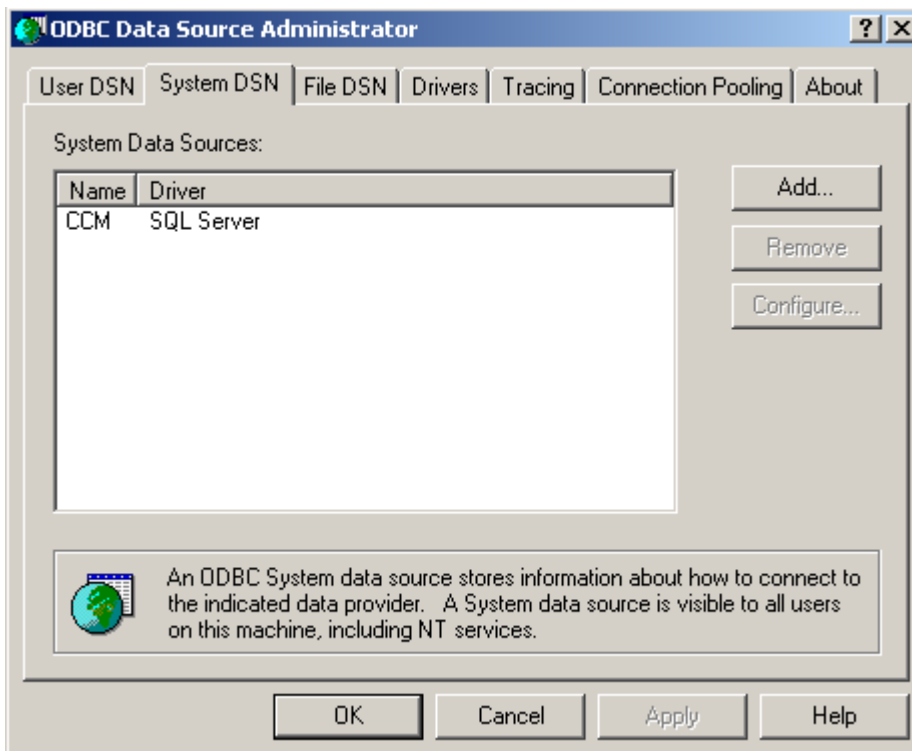 ODBC Data Source Administrator
User DSN System DSN File DSN Drivers Tracing Connection Pooling About
System Data Sources:
Name Driver
CCM SQL Server
Add...
Remove
Configure...
An ODBC System data source stores information about how to connect to
the indicated data provider. A System data source is visible to all users
on this machine, including NT services.
OK Cancel Apply Help